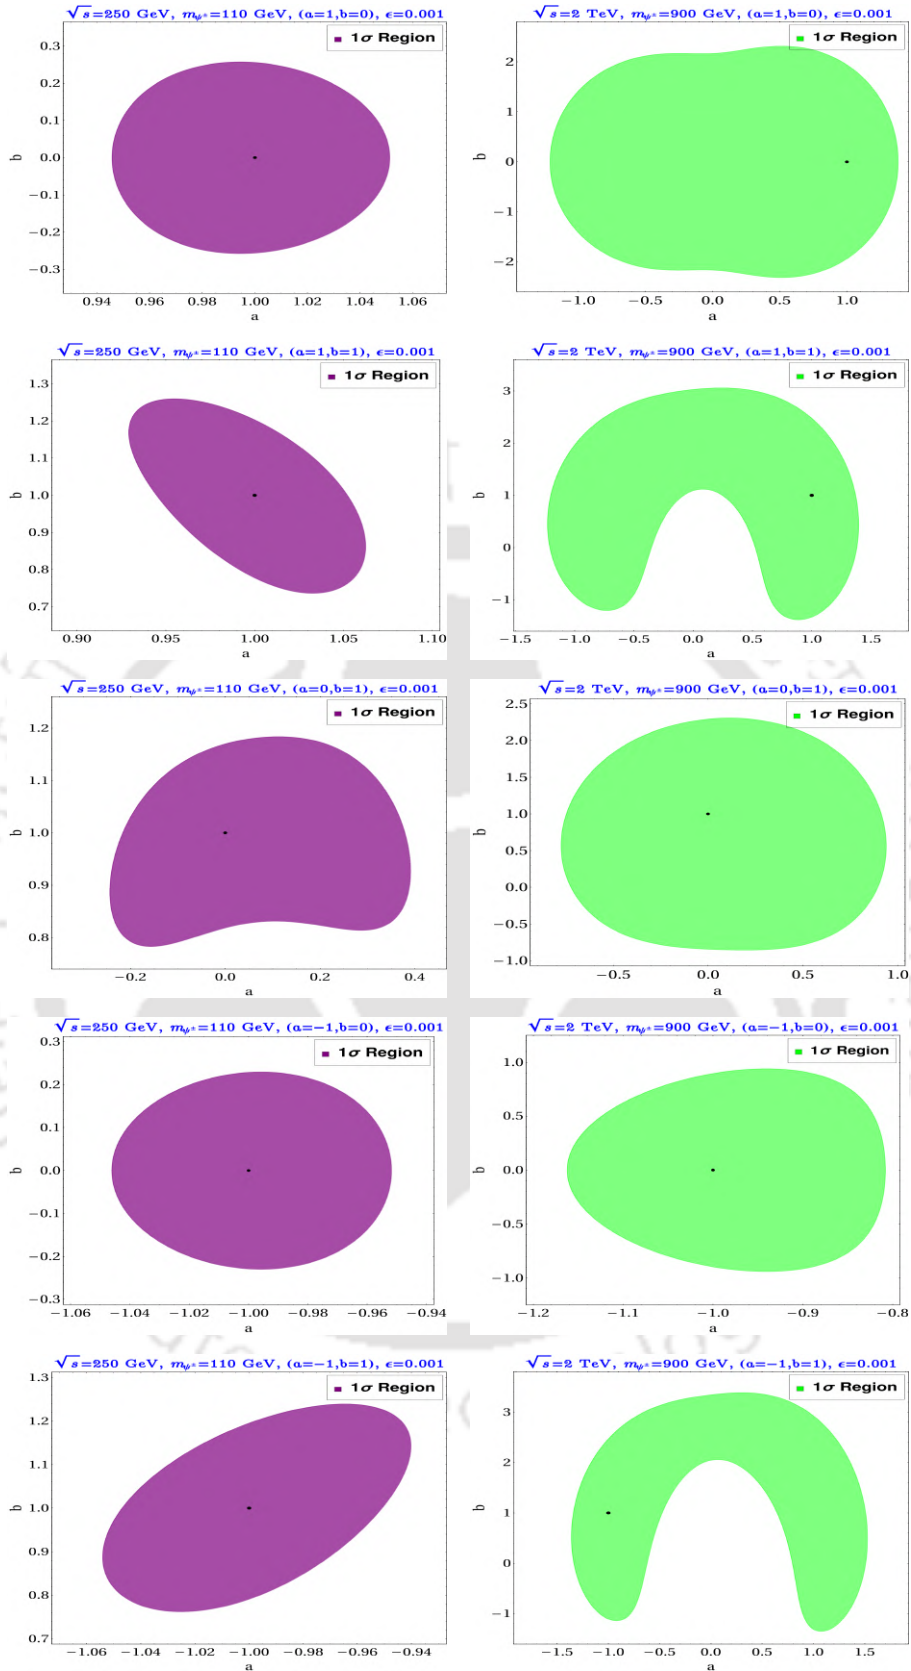 √s=250 GeV, mψ±=110 GeV, (a=1,b=0), ϵ=0.001
1σ Region
0.3
0.2
0.1
0.0
−0.1
−0.2
−0.3
b
0.94 0.96 0.98 1.00 1.02 1.04 1.06
a
√s=2 TeV, mψ±=900 GeV, (a=1,b=0), ϵ=0.001
1σ Region
2
1
0
−1
−2
b
−1.0 −0.5 0.0 0.5 1.0
a
√s=250 GeV, mψ±=110 GeV, (a=1,b=1), ϵ=0.001
1σ Region
1.3
1.2
1.1
1.0
0.9
0.8
0.7
b
0.90 0.95 1.00 1.05 1.10
a
√s=2 TeV, mψ±=900 GeV, (a=1,b=1), ϵ=0.001
1σ Region
3
2
1
0
−1
b
−1.5 −1.0 −0.5 0.0 0.5 1.0 1.5
a
√s=250 GeV, mψ±=110 GeV, (a=0,b=1), ϵ=0.001
1σ Region
1.2
1.1
1.0
0.9
0.8
b
−0.2 0.0 0.2 0.4
a
√s=2 TeV, mψ±=900 GeV, (a=0,b=1), ϵ=0.001
1σ Region
2.5
2.0
1.5
1.0
0.5
0.0
−0.5
−1.0
b
−0.5 0.0 0.5 1.0
a
√s=250 GeV, mψ±=110 GeV, (a=−1,b=0), ϵ=0.001
1σ Region
0.3
0.2
0.1
0.0
−0.1
−0.2
−0.3
b
−1.06 −1.04 −1.02 −1.00 −0.98 −0.96 −0.94
a
√s=2 TeV, mψ±=900 GeV, (a=−1,b=0), ϵ=0.001
1σ Region
1.0
0.5
0.0
−0.5
−1.0
b
−1.2 −1.1 −1.0 −0.9 −0.8
a
√s=250 GeV, mψ±=110 GeV, (a=−1,b=1), ϵ=0.001
1σ Region
1.3
1.2
1.1
1.0
0.9
0.8
0.7
b
−1.06 −1.04 −1.02 −1.00 −0.98 −0.96 −0.94
a
√s=2 TeV, mψ±=900 GeV, (a=−1,b=1), ϵ=0.001
1σ Region
3
2
1
0
−1
b
−1.5 −1.0 −0.5 0.0 0.5 1.0 1.5
a